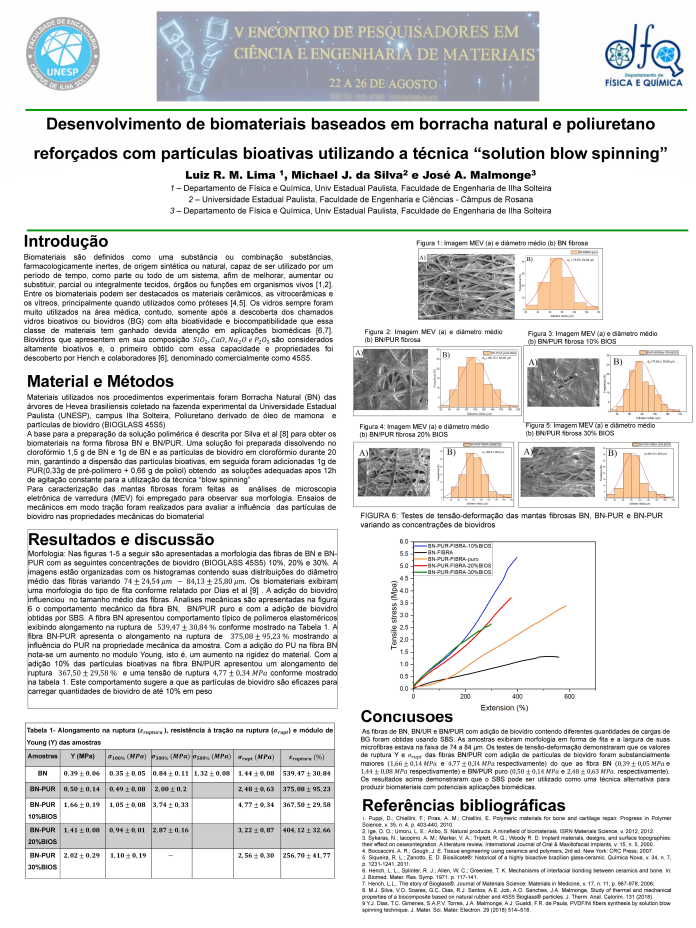 FACULDADE DE ENGENHARIA
UNESP
CÂMPUS DE ILHA SOLTEIRA
V ENCONTRO DE PESQUISADORES EM
CIÊNCIA E ENGENHARIA DE MATERIAIS
22 A 26 DE AGOSTO
dfq
Departamento de
FÍSICA E QUÍMICA
Desenvolvimento de biomateriais baseados em borracha natural e poliuretano
reforçados com partículas bioativas utilizando a técnica “solution blow spinning”
Luiz R. M. Lima 1, Michael J. da Silva2 e José A. Malmonge3
1 – Departamento de Física e Química, Univ Estadual Paulista, Faculdade de Engenharia de Ilha Solteira
2 – Universidade Estadual Paulista, Faculdade de Engenharia e Ciências - Câmpus de Rosana
3 – Departamento de Física e Química, Univ Estadual Paulista, Faculdade de Engenharia de Ilha Solteira
Introdução
Biomateriais são definidos como uma substância ou combinação substâncias,
farmacologicamente inertes, de origem sintética ou natural, capaz de ser utilizado por um
período de tempo, como parte ou todo de um sistema, afim de melhorar, aumentar ou
substituir, parcial ou integralmente tecidos, órgãos ou funções em organismos vivos [1,2].
Entre os biomateriais podem ser destacados os materiais cerâmicos, as vitrocerâmicas e
os vítreos, principalmente quando utilizados como próteses [4,5]. Os vidros sempre foram
muito utilizados na área médica, contudo, somente após a descoberta dos chamados
vidros bioativos ou biovidros (BG) com alta bioatividade e biocompatibilidade que essa
classe de materiais tem ganhado devida atenção em aplicações biomédicas [6,7].
Biovidros que apresentem em sua composição SiO2, CaO, Na2O e P2O5 são considerados
altamente bioativos e, o primeiro obtido com essa capacidade e propriedades foi
descoberto por Hench e colaboradores [6], denominado comercialmente como 45S5.
Material e Métodos
Materiais utilizados nos procedimentos experimentais foram Borracha Natural (BN) das
árvores de Hevea brasiliensis coletado na fazenda experimental da Universidade Estadual
Paulista (UNESP), campus Ilha Solteira, Poliuretano derivado de óleo de mamona e
partículas de biovidro (BIOGLASS 45S5)
A base para a preparação da solução polimérica é descrita por Silva et al [8] para obter os
biomateriais na forma fibrosa BN e BN/PUR. Uma solução foi preparada dissolvendo no
clorofórmio 1,5 g de BN e 1g de BN e as partículas de biovidro em clorofórmio durante 20
min, garantindo a dispersão das partículas bioativas, em seguida foram adicionadas 1g de
PUR(0,33g de pré-polímero + 0,66 g de poliol) obtendo as soluções adequadas apos 12h
de agitação constante para a utilização da técnica “blow spinning”
Para caracterização das mantas fibrosas foram feitas as análises de microscopia
eletrônica de varredura (MEV) foi empregado para observar sua morfologia. Ensaios de
mecânicos em modo tração foram realizados para avaliar a influência das partículas de
biovidro nas propriedades mecânicas do biomaterial
Resultados e discussão
Morfologia: Nas figuras 1-5 a seguir são apresentadas a morfologia das fibras de BN e BN-
PUR com as seguintes concentrações de biovidro (BIOGLASS 45S5) 10%, 20% e 30%. A
imagens estão organizadas com os histogramas contendo suas distribuições do diâmetro
médio das fibras variando 74 ± 24,54 μm – 84,13 ± 25,80 μm. Os biomateriais exibiram
uma morfologia do tipo de fita conforme relatado por Dias et al [9] . A adição do biovidro
influenciou no tamanho médio das fibras. Analises mecânicas são apresentadas na figura
6 o comportamento mecânico da fibra BN, BN/PUR puro e com a adição de biovidro
obtidas por SBS. A fibra BN apresentou comportamento típico de polímeros elastoméricos
exibindo alongamento na ruptura de 539,47 ± 30,84 % conforme mostrado na Tabela 1. A
fibra BN-PUR apresenta o alongamento na ruptura de 375,08 ± 95,23 % mostrando a
influência do PUR na propriedade mecânica da amostra. Com a adição do PU na fibra BN
nota-se um aumento no modulo Young, isto é, um aumento na rigidez do material. Com a
adição 10% das partículas bioativas na fibra BN/PUR apresentou um alongamento de
ruptura 367,50 ± 29,58 % e uma tensão de ruptura 4,77 ± 0,34 MPa conforme mostrado
na tabela 1. Este comportamento sugere a que as partículas de biovidro são eficazes para
carregar quantidades de biovidro de até 10% em peso
Tabela 1- Alongamento na ruptura (εruptura ), resistência à tração na ruptura (σrupt) e módulo de
Young (Y) das amostras
Amostras Y (MPa) σ100% (MPa) σ300% (MPa) σ500% (MPa) σrupt (MPa) εruptura (%)
BN 0,39 ± 0,06 0,35 ± 0,05 0,84 ± 0,11 1,32 ± 0,08 1,44 ± 0,08 539,47 ± 30,84
BN-PUR 0,50 ± 0,14 0,49 ± 0,08 2,00 ± 0,2 2,48 ± 0,63 375,08 ± 95,23
BN-PUR
10%BIOS 1,66 ± 0,19 1,05 ± 0,08 3,74 ± 0,33 4,77 ± 0,34 367,50 ± 29,58
BN-PUR
20%BIOS 1,41 ± 0,08 0,94 ± 0,01 2,87 ± 0,16 3,22 ± 0,87 404,12 ± 32,66
BN-PUR
30%BIOS 2,02 ± 0,29 1,10 ± 0,19 – 2,56 ± 0,30 256,70 ± 41,77
Figura 1: Imagem MEV (a) e diâmetro médio (b) BN fibrosa
A)
B)
Figura 2: Imagem MEV (a) e diâmetro médio
(b) BN/PUR fibrosa
A)
B)
Figura 3: Imagem MEV (a) e diâmetro médio
(b) BN/PUR fibrosa 10% BIOS
A)
B)
Figura 4: Imagem MEV (a) e diâmetro médio
(b) BN/PUR fibrosa 20% BIOS
A)
B)
Figura 5: Imagem MEV (a) e diâmetro médio
(b) BN/PUR fibrosa 30% BIOS
A)
B)
FIGURA 6: Testes de tensão-deformação das mantas fibrosas BN, BN-PUR e BN-PUR
variando as concentrações de biovidros
BN-PUR-FIBRA-10%BIOS
BN-FIBRA
BN-PUR-FIBRA-puro
BN-PUR-FIBRA-20%BIOS
BN-PUR-FIBRA-30%BIOS
Tensile stress (Mpa)
6.0
5.5
5.0
4.5
4.0
3.5
3.0
2.5
2.0
1.5
1.0
0.5
0.0
0 200 400 600
Extension (%)
Conclusões
As fibras de BN, BN/UR e BN/PUR com adição de biovidro contendo diferentes quantidades de cargas de
BG foram obtidas usando SBS. As amostras exibiram morfologia em forma de fita e a largura de suas
microfibras estava na faixa de 74 a 84 μm. Os testes de tensão-deformação demonstraram que os valores
de ruptura Y e σrupt, das fibras BN/PUR com adição de partículas de biovidro foram substancialmente
maiores (1,66 ± 0,14 MPa e 4,77 ± 0,34 MPa respectivamente) do que as fibra BN (0,39 ± 0,05 MPa e
1,44 ± 0,08 MPa respectivamente) e BN/PUR puro (0,50 ± 0,14 MPa e 2,48 ± 0,63 MPa. respectivamente).
Os resultados acima demonstraram que o SBS pode ser utilizado como uma técnica alternativa para
produzir biomateriais com potenciais aplicações biomédicas.
Referências bibliográficas
1. Puppi, D.; Chiellini, F.; Piras, A. M.; Chiellini, E. Polymeric materials for bone and cartilage repair. Progress in Polymer
Science, v. 35, n. 4, p. 403-440, 2010.
2. Ige, O. O.; Umoru, L. E.; Aribo, S. Natural products: A minefield of biomaterials. ISRN Materials Science, v. 2012, 2012.
3. Sykaras, N.; Iacopino, A. M.; Marker, V. A.; Triplett, R. G.; Woody R. D. Implant materials, designs, and surface topographies:
their effect on osseointegration. A literature review. International Journal of Oral & Maxillofacial Implants, v. 15, n. 5, 2000.
4. Boccaccini, A. R.; Gough, J. E. Tissue engineering using ceramics and polymers, 2rd ed. New York: CRC Press; 2007.
5. Siqueira, R. L.; Zanotto, E. D. Biosilicate®: historical of a highly bioactive brazilian glass-ceramic. Química Nova, v. 34, n. 7,
p. 1231-1241, 2011.
6. Hench, L. L.; Splinter, R. J.; Allen, W. C.; Greenlee, T. K. Mechanisms of interfacial bonding between ceramics and bone. In:
J. Biomed. Mater. Res. Symp. 1971. p. 117-141.
7. Hench, L.L. The story of Bioglass®. Journal of Materials Science: Materials in Medicine, v. 17, n. 11, p. 967-978, 2006;
8. M.J. Silva, V.O. Soares, G.C. Dias, R.J. Santos, A.E. Job, A.O. Sanches, J.A. Malmonge, Study of thermal and mechanical
properties of a biocomposite based on natural rubber and 45S5 Bioglass® particles, J. Therm. Anal. Calorim. 131 (2018)
9 Y.J. Dias, T.C. Gimenes, S.A.P.V. Torres, J.A. Malmonge, A.J. Gualdi, F.R. de Paula, PVDF/Ni fibers synthesis by solution blow
spinning technique, J. Mater. Sci. Mater. Electron. 29 (2018) 514–518.